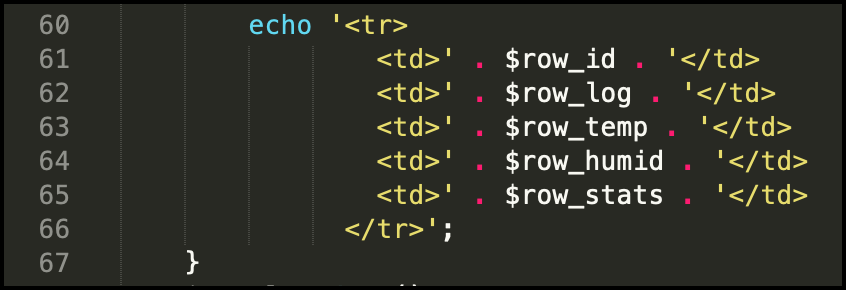 60 echo '<tr>
61 <td>' . $row_id . '</td>
62 <td>' . $row_log . '</td>
63 <td>' . $row_temp . '</td>
64 <td>' . $row_humid . '</td>
65 <td>' . $row_stats . '</td>
66 </tr>';
67 }